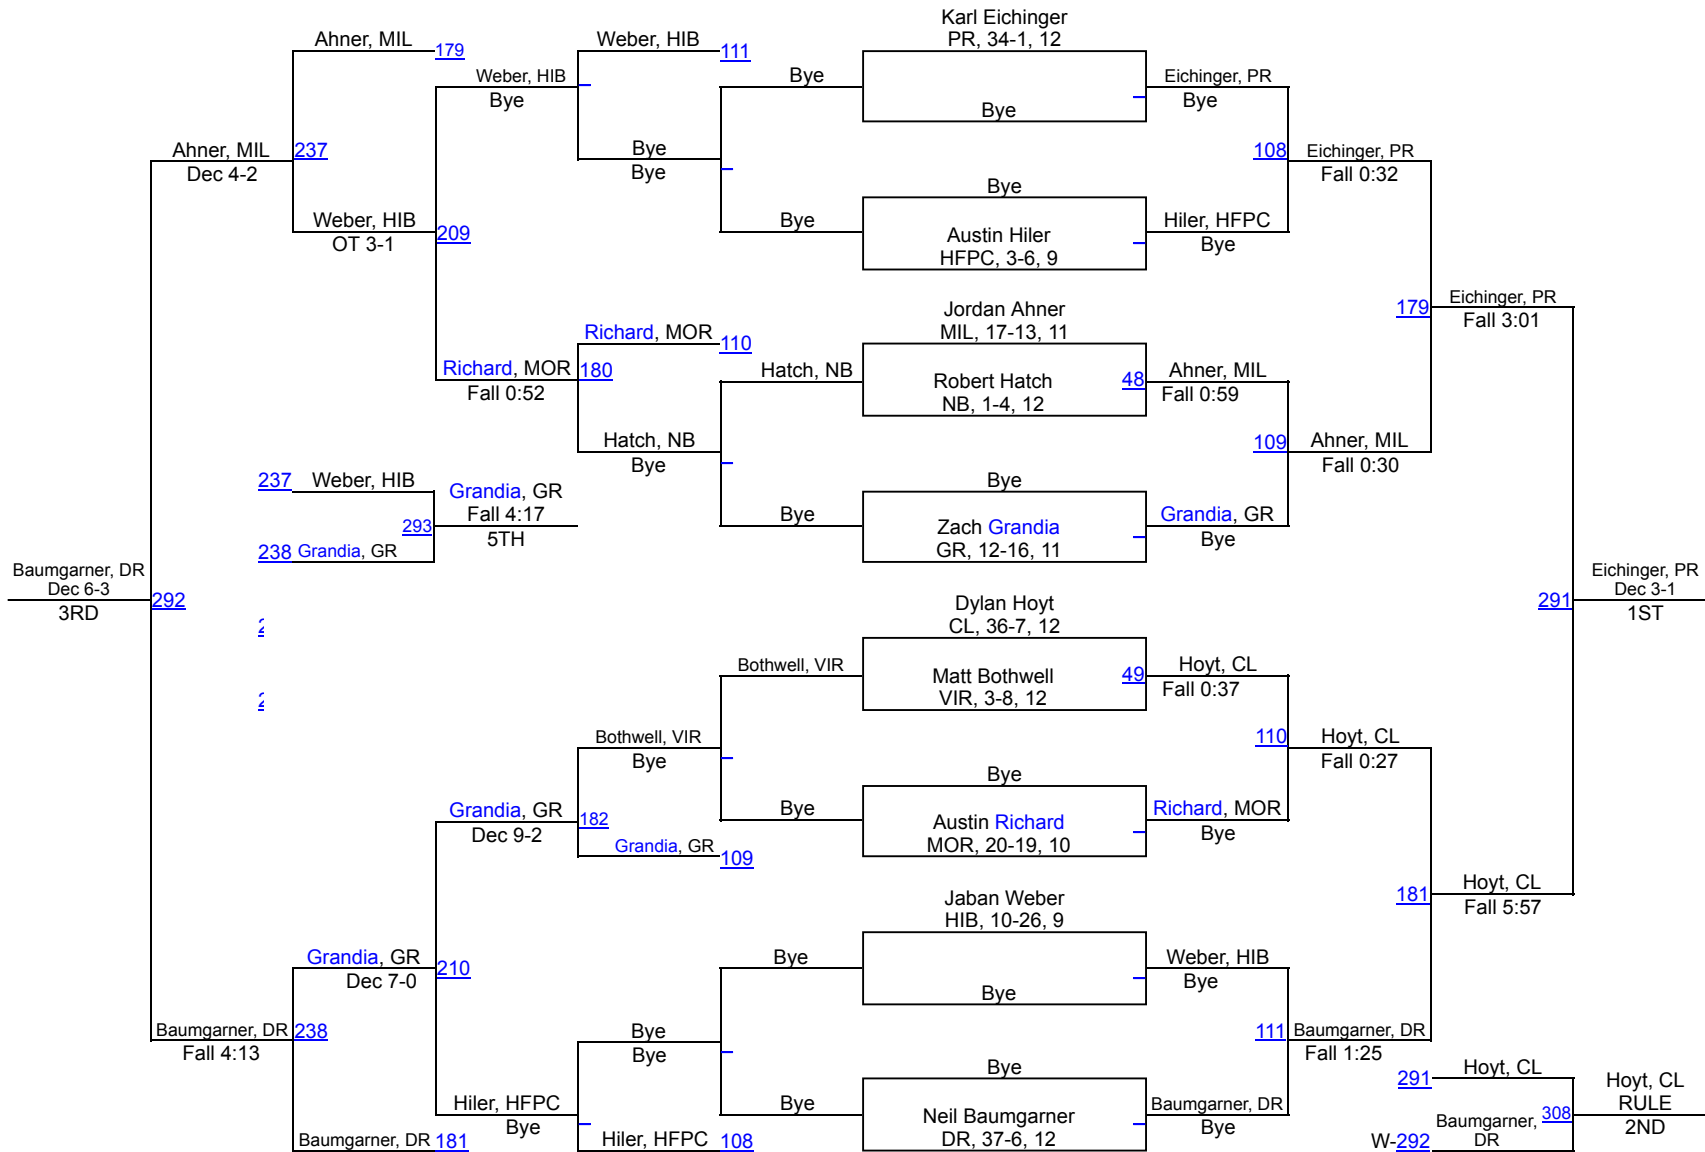 Karl Eichinger
PR, 34-1, 12
Ahner, MIL
179
Weber, HIB
111
Weber, HIB
Bye
Bye
Bye
Eichinger, PR
Bye
Ahner, MIL
Dec 4-2
237
Bye
Bye
108
Eichinger, PR
Fall 0:32
Weber, HIB
OT 3-1
209
Bye
Bye
Austin Hiler
HFPC, 3-6, 9
Hiler, HFPC
Bye
Jordan Ahner
MIL, 17-13, 11
179
Eichinger, PR
Fall 3:01
Richard, MOR
110
Richard, MOR
Fall 0:52
180
Hatch, NB
Robert Hatch
NB, 1-4, 12
48
Ahner, MIL
Fall 0:59
Hatch, NB
Bye
109
Ahner, MIL
Fall 0:30
237
Weber, HIB
Grandia, GR
Fall 4:17
5TH
293
238
Grandia, GR
Bye
Bye
Zach Grandia
GR, 12-16, 11
Grandia, GR
Bye
Baumgarner, DR
Dec 6-3
3RD
292
291
Eichinger, PR
Dec 3-1
1ST
Dylan Hoyt
CL, 36-7, 12
Bothwell, VIR
Matt Bothwell
VIR, 3-8, 12
49
Hoyt, CL
Fall 0:37
Bothwell, VIR
Bye
110
Hoyt, CL
Fall 0:27
Grandia, GR
Dec 9-2
182
Bye
Bye
Austin Richard
MOR, 20-19, 10
Richard, MOR
Bye
Grandia, GR
109
Jaban Weber
HIB, 10-26, 9
181
Hoyt, CL
Fall 5:57
Grandia, GR
Dec 7-0
210
Bye
Bye
Weber, HIB
Bye
Baumgarner, DR
Fall 4:13
238
Bye
Bye
111
Baumgarner, DR
Fall 1:25
Hiler, HFPC
Bye
Bye
Bye
Neil Baumgarner
DR, 37-6, 12
Baumgarner, DR
Bye
Baumgarner, DR
181
Hiler, HFPC
108
291
Hoyt, CL
W-292
Baumgarner,
DR
308
Hoyt, CL
RULE
2ND